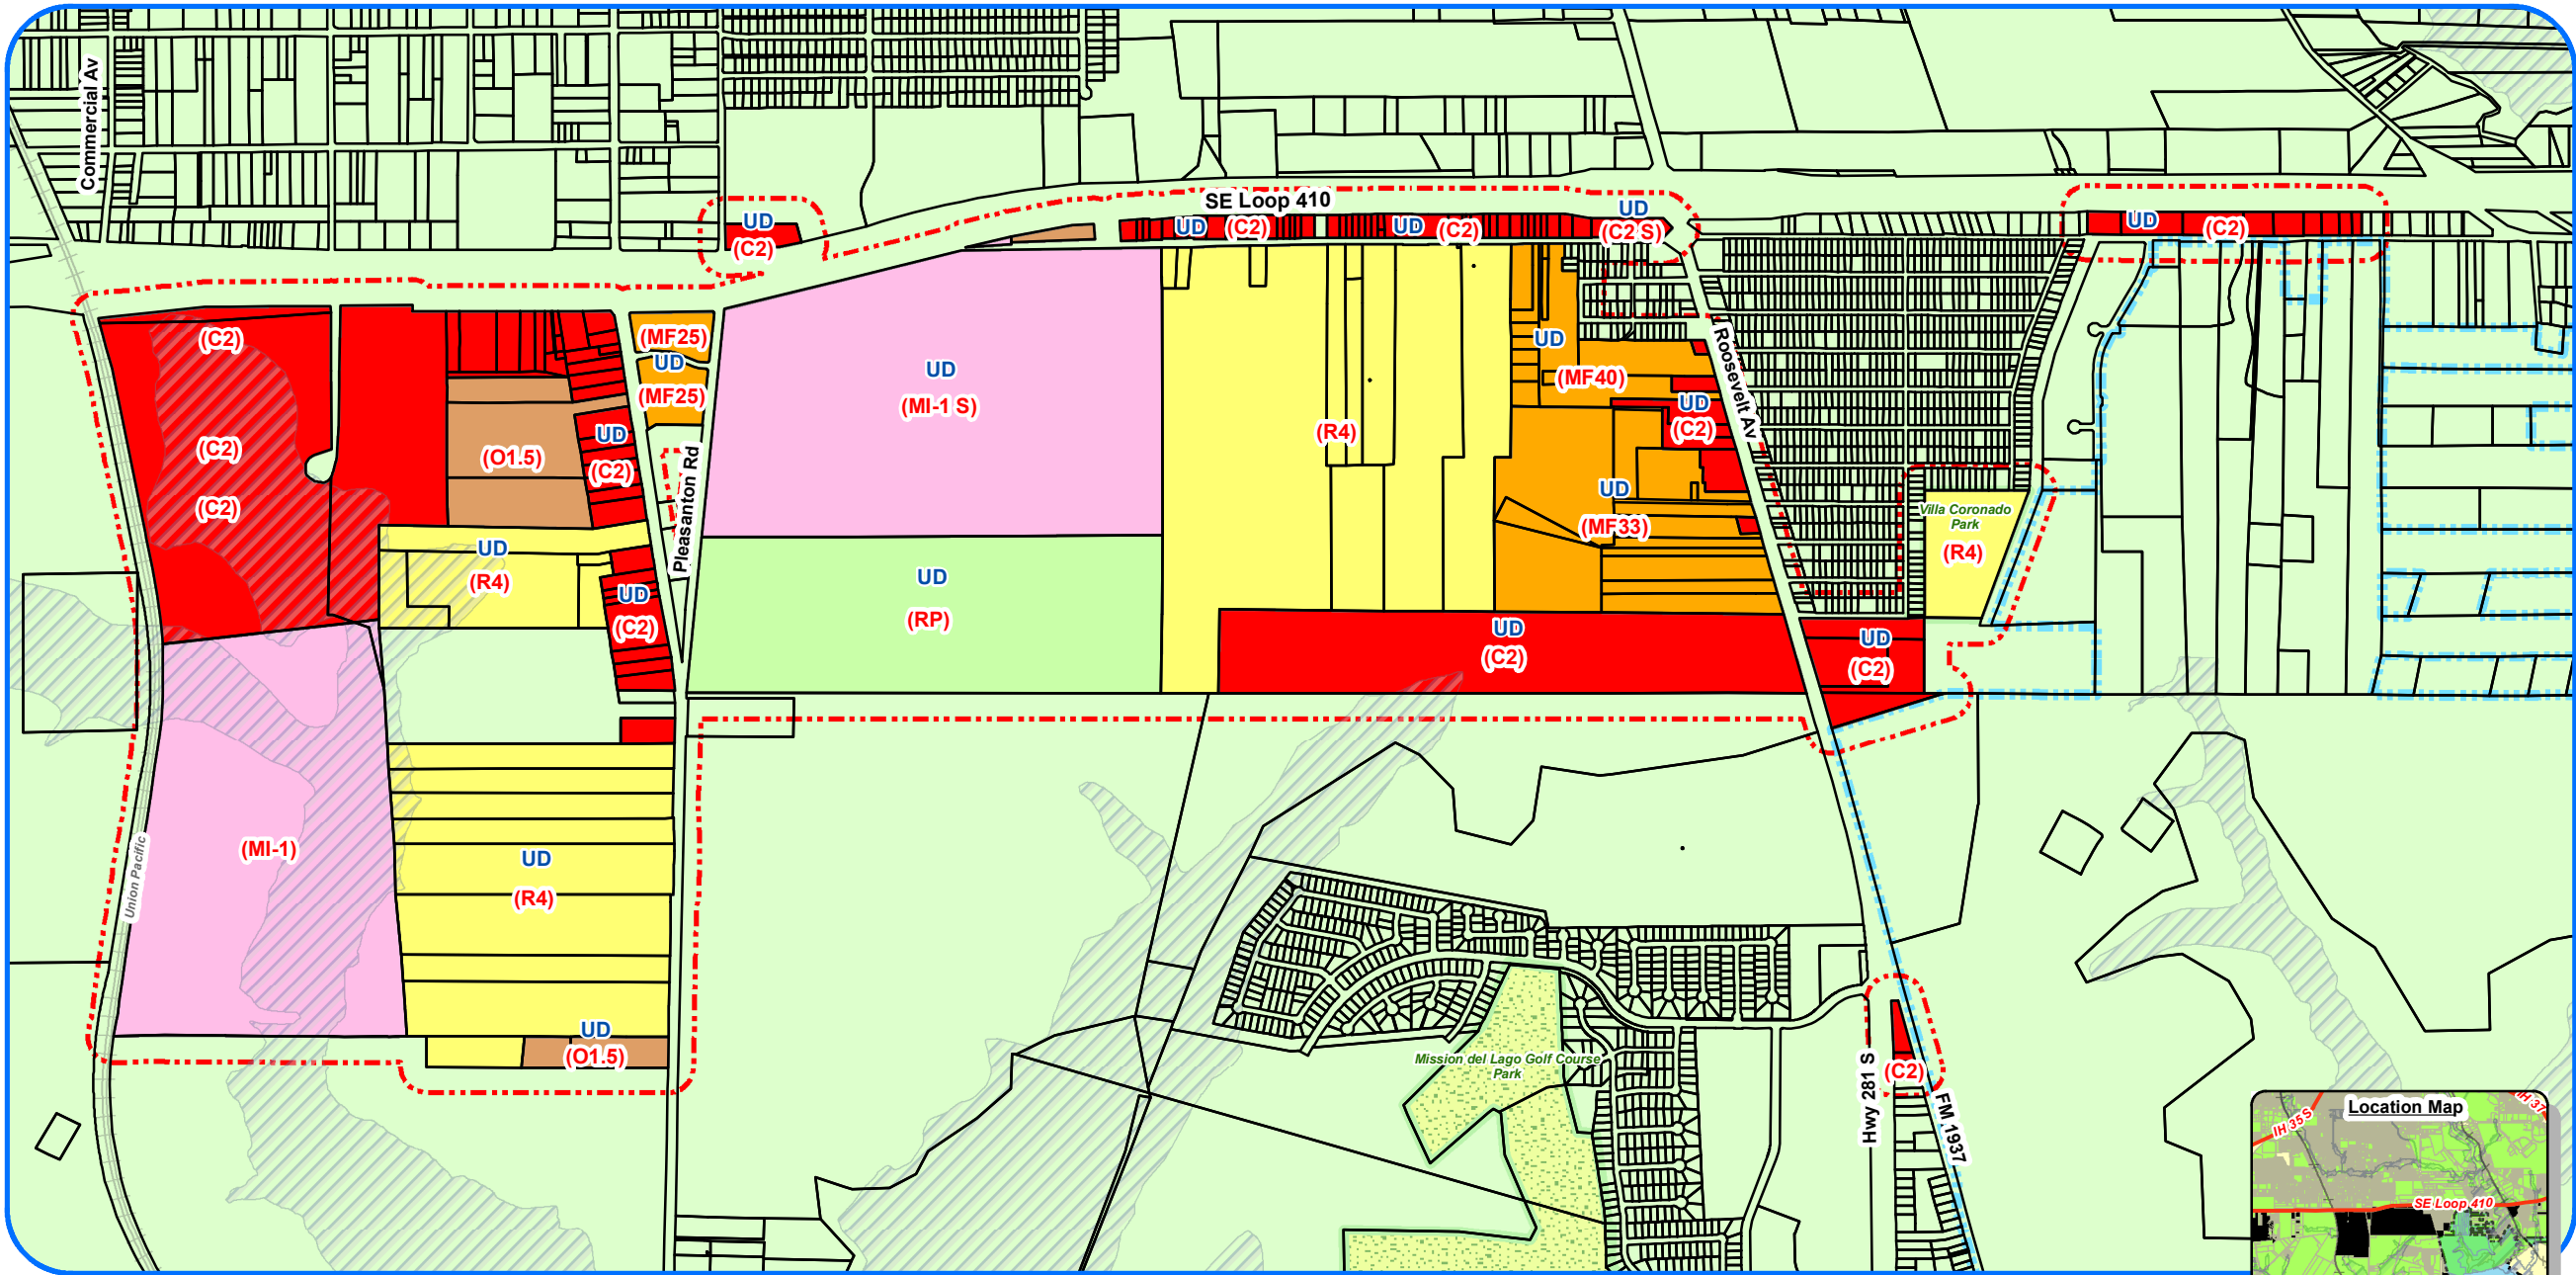 Commercial Av
SE Loop 410
UD
(C2)
UD
(C2)
UD
(C2)
UD
(C2 S)
UD
(C2)
(C2)
(C2)
(C2)
(O1.5)
UD
(C2)
(MF25)
UD
(MF25)
Pleasanton Rd
UD
(MI-1 S)
(R4)
UD
(MF40)
UD
(C2)
Roosevelt Av
UD
(MF33)
Villa Coronado
Park
(R4)
UD
(R4)
UD
(C2)
UD
(RP)
UD
(C2)
UD
(C2)
(MI-1)
Union Pacific
UD
(R4)
UD
(O1.5)
Mission del Lago Golf Course
Park
Hwy 281 S
(C2)
FM 1937
Location Map
IH 35 S
IH 37
SE Loop 410